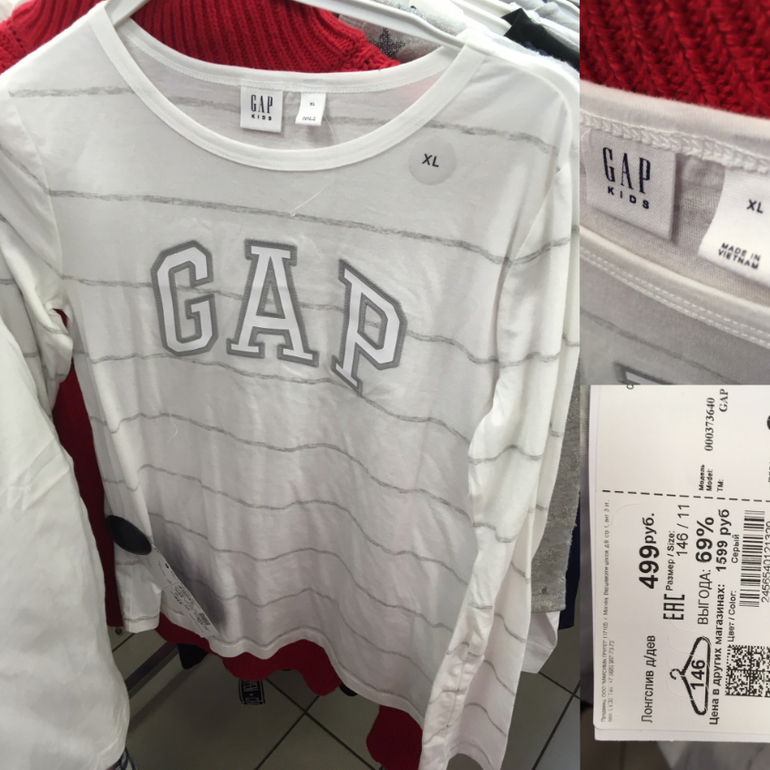 GAP
KIDS
XL
XL
GAP
GAP
KIDS
XL
MADE IN
VIETNAM
Модель
Model:
000373640
TM:
GAP
499руб.
Размер / Size:
146 / 11
ВЫГОДА: 69%
Цена в других магазинах: 1599 руб
Цвет / Color:
Серый
Лонгслив д/дев
146